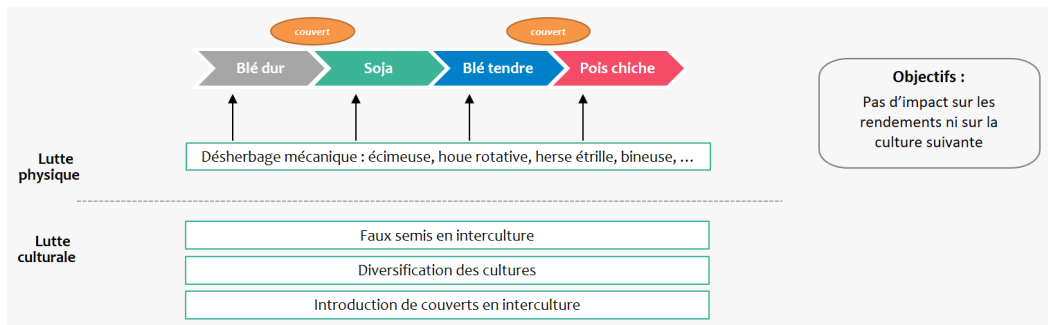 couvert
couvert
Blé dur
Soja
Blé tendre
Pois chiche
Objectifs :
Pas d’impact sur les
rendements ni sur la
culture suivante
Lutte
physique
Désherbage mécanique : écimeuse, houe rotative, herse étrille, bineuse, …
Lutte
culturale
Faux semis en interculture
Diversification des cultures
Introduction de couverts en interculture